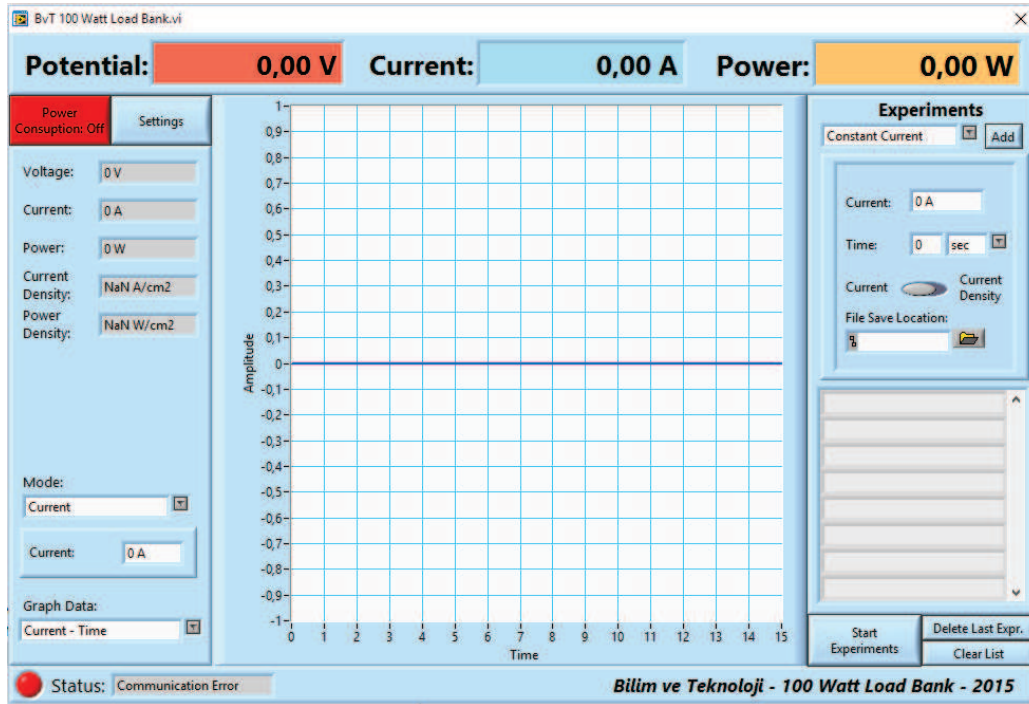 BvT 100 Watt Load Bank.vi
Potential: 0,00 V Current: 0,00 A Power: 0,00 W
Power
Consuption: Off
Settings
Voltage: 0 V
Current: 0 A
Power: 0 W
Current
Density: NaN A/cm2
Power
Density: NaN W/cm2
Mode:
Current
Current: 0 A
Graph Data:
Current - Time
Amplitude
1
0,9
0,8
0,7
0,6
0,5
0,4
0,3
0,2
0,1
0
-0,1
-0,2
-0,3
-0,4
-0,5
-0,6
-0,7
-0,8
-0,9
-1
0 1 2 3 4 5 6 7 8 9 10 11 12 13 14 15
Time
Experiments
Constant Current Add
Current: 0 A
Time: 0 sec
Current Current
Density
File Save Location:
Start
Experiments
Delete Last Expr.
Clear List
Status: Communication Error
Bilim ve Teknoloji - 100 Watt Load Bank - 2015